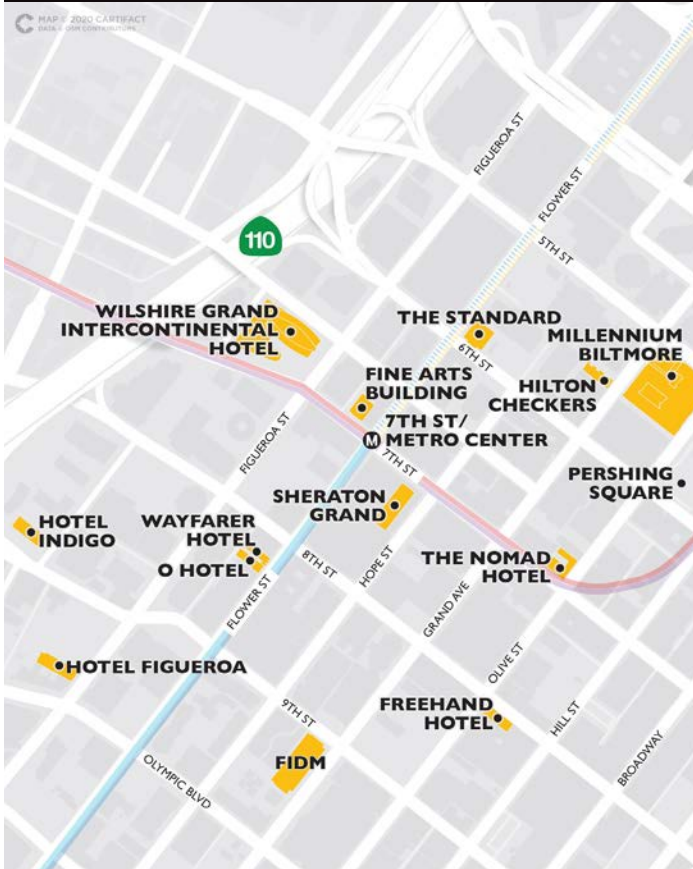 MAP © 2020 CARTIFACT
DATA © OSM CONTRIBUTORS
FIGUEROA ST
FLOWER ST
5TH ST
110
WILSHIRE GRAND
INTERCONTINENTAL
HOTEL
THE STANDARD
6TH ST
MILLENNIUM
BILTMORE
FINE ARTS
BUILDING
HILTON
CHECKERS
M
7TH ST/
METRO CENTER
7TH ST
FIGUEROA ST
PERSHING
SQUARE
SHERATON
GRAND
HOTEL
INDIGO
WAYFARER
HOTEL
O HOTEL
8TH ST
HOPE ST
THE NOMAD
HOTEL
FLOWER ST
GRAND AVE
OLIVE ST
HOTEL FIGUEROA
FREEHAND
HOTEL
HILL ST
9TH ST
BROADWAY
FIDM
OLYMPIC BLVD